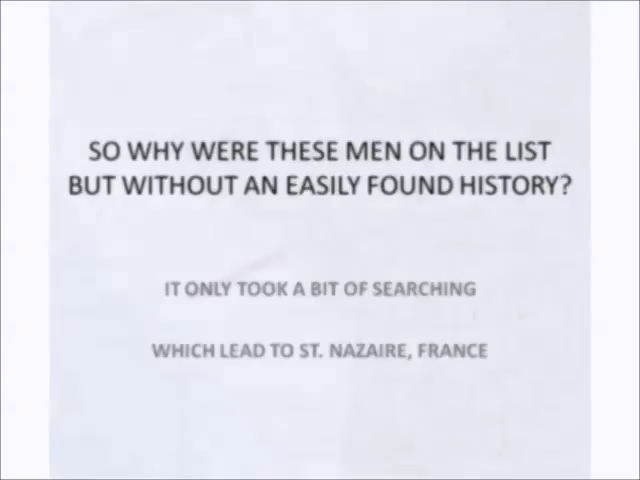 SO WHY WERE THESE MEN ON THE LIST
BUT WITHOUT AN EASILY FOUND HISTORY?
IT ONLY TOOK A BIT OF SEARCHING
WHICH LEAD TO ST. NAZAIRE, FRANCE